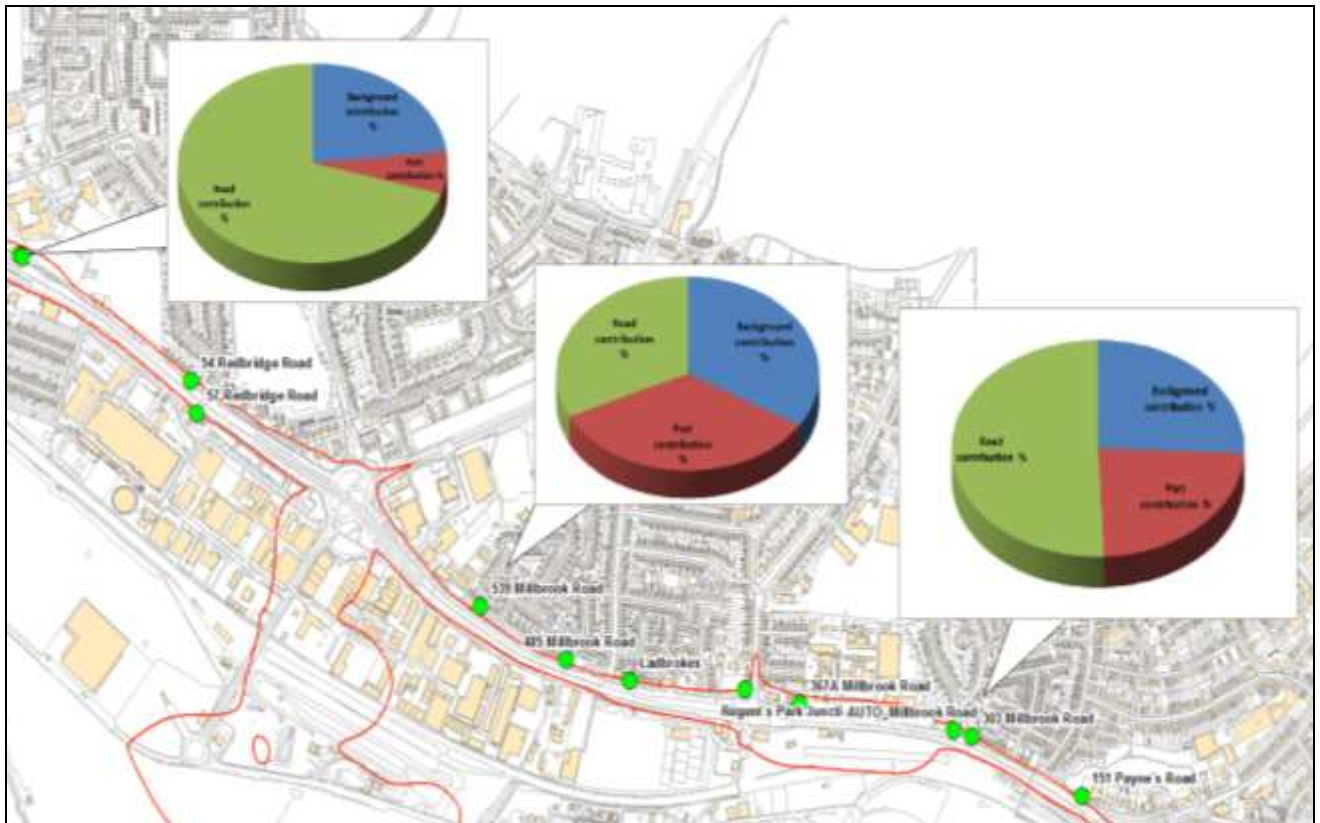 Background
contribution
%
Port
contribution %
Road
contribution
%
Road
contribution
%
Background
contribution
%
Port
contribution
%
Background
contribution %
Road
contribution %
Port
contribution %
54 Redbridge Road
57 Redbridge Road
539 Millbrook Road
485 Millbrook Road
Ladbrokes
367A Millbrook Road
Regent's Park Juncti
AUTO_Millbrook Road
Millbrook Road
151 Payne's Road